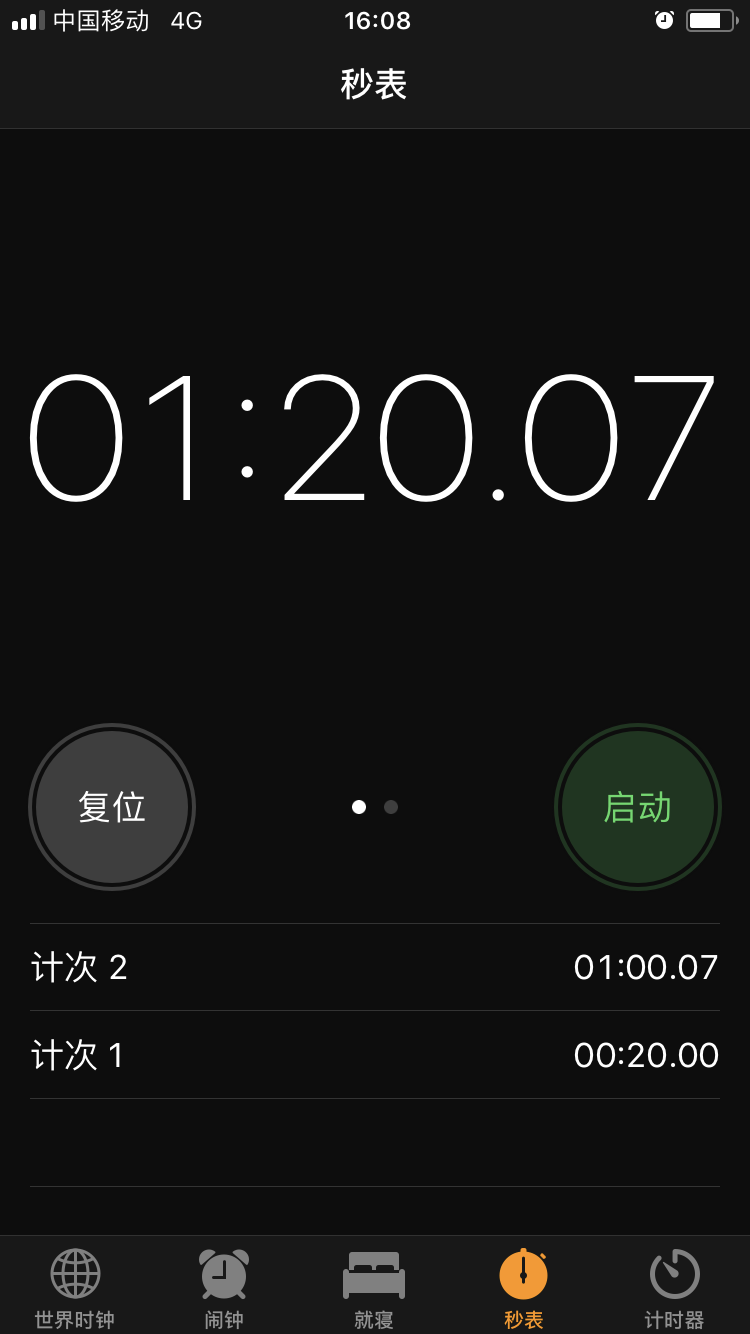 中国移动 4G 16:08
秒表
01:20.07
复位 启动
计次 2 01:00.07
计次 1 00:20.00
世界时钟 闹钟 就寝 秒表 计时器